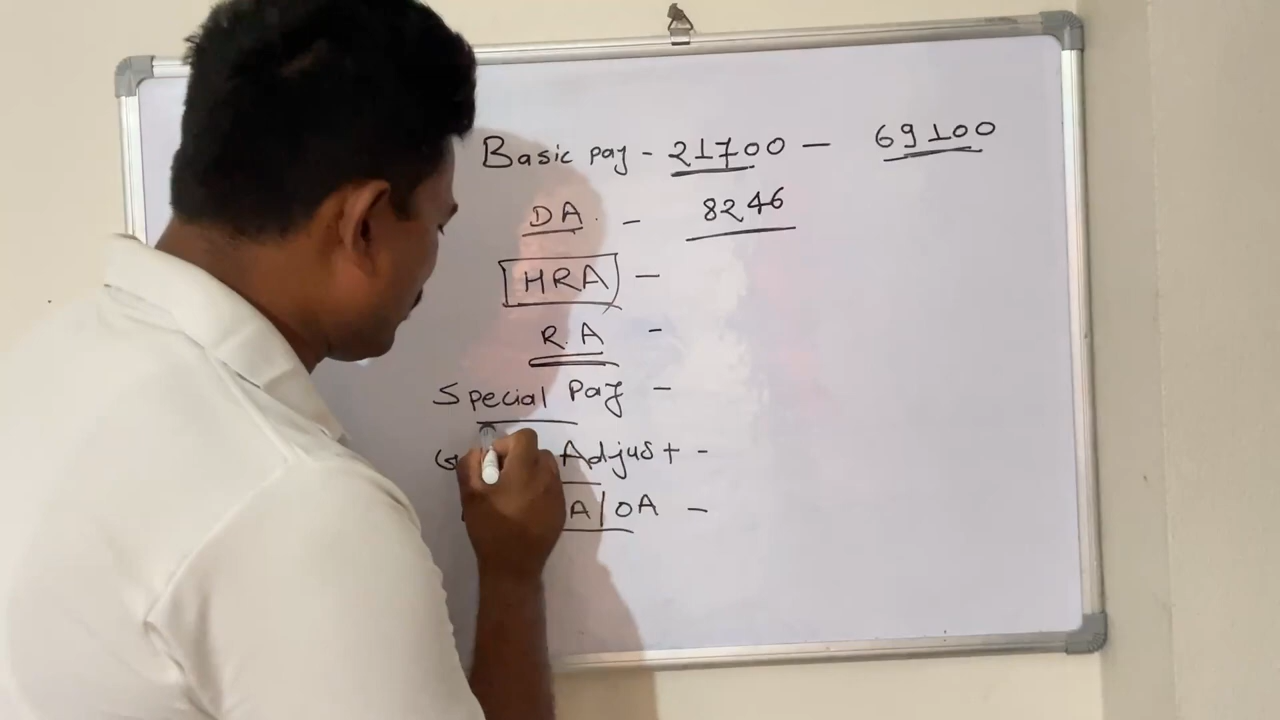 Basic pay - 21700 - 69100
DA. - 8246
HRA -
R.A -
Special Pay -
Adjust -
A/OA -